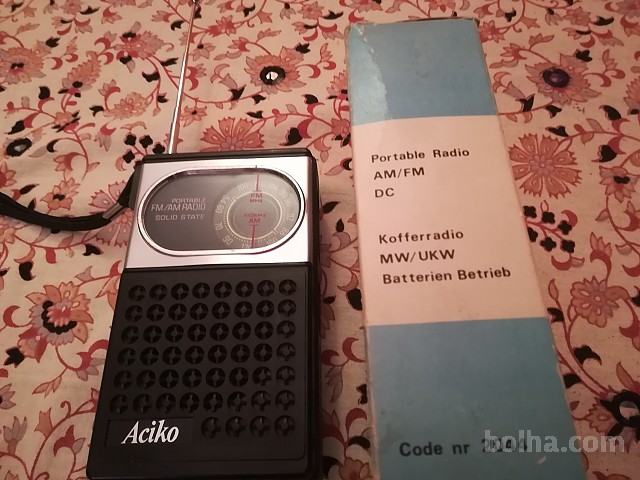 PORTABLE
FM/AM RADIO
SOLID STATE
FM
MHz
AM
Aciko
Portable Radio
AM/FM
DC
Kofferradio
MW/UKW
Batterien Betrieb
Code nr
bolha.com